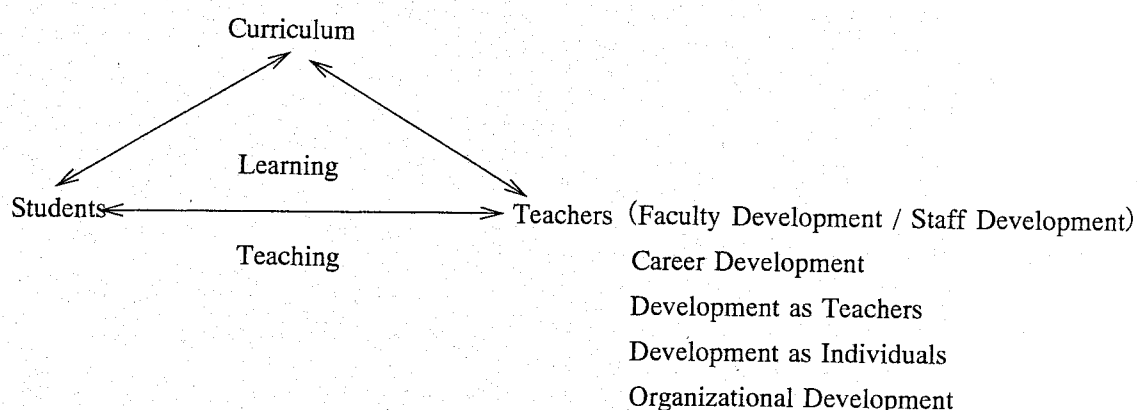 Curriculum
Learning
Students
Teachers (Faculty Development / Staff Development)
Teaching
Career Development
Development as Teachers
Development as Individuals
Organizational Development